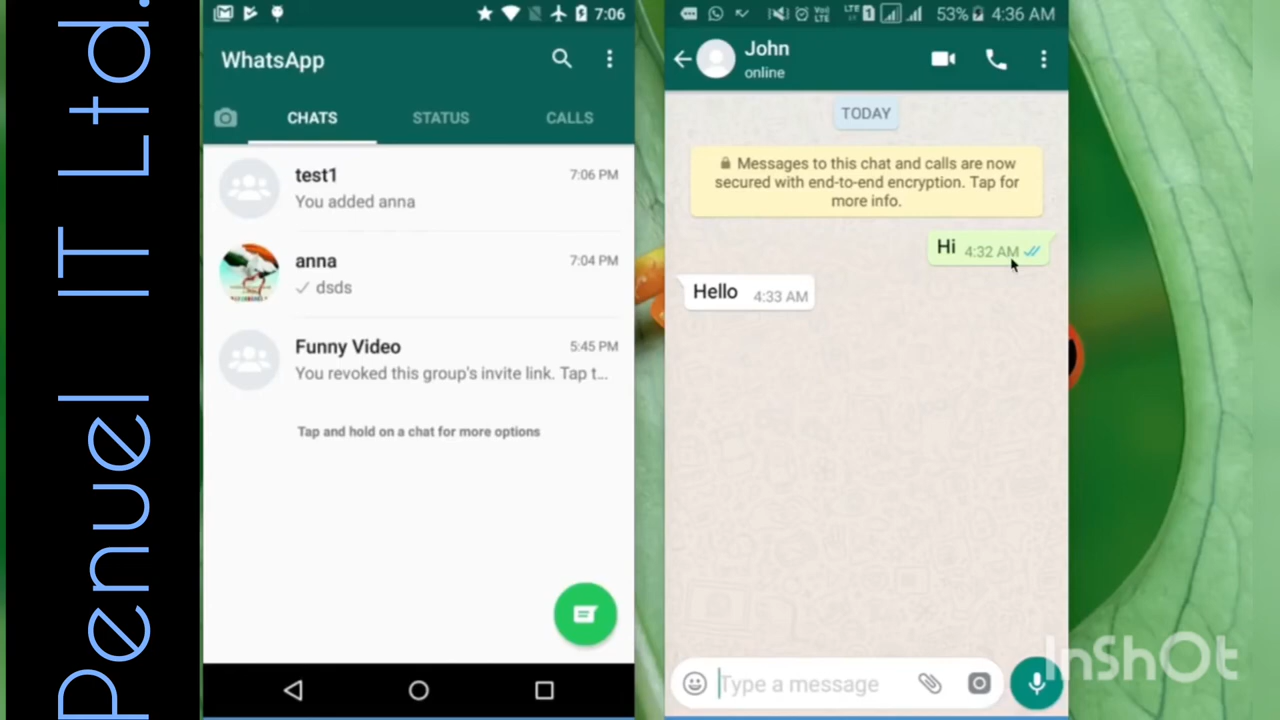 Penuel IT Ltd.
7:06
WhatsApp
CHATS STATUS CALLS
test1 7:06 PM
You added anna
anna 7:04 PM
dsds
Funny Video 5:45 PM
You revoked this group's invite link. Tap t...
Tap and hold on a chat for more options
LTE 1 53% 4:36 AM
John
online
TODAY
Messages to this chat and calls are now
secured with end-to-end encryption. Tap for
more info.
Hi 4:32 AM
Hello 4:33 AM
Type a message
InShOt